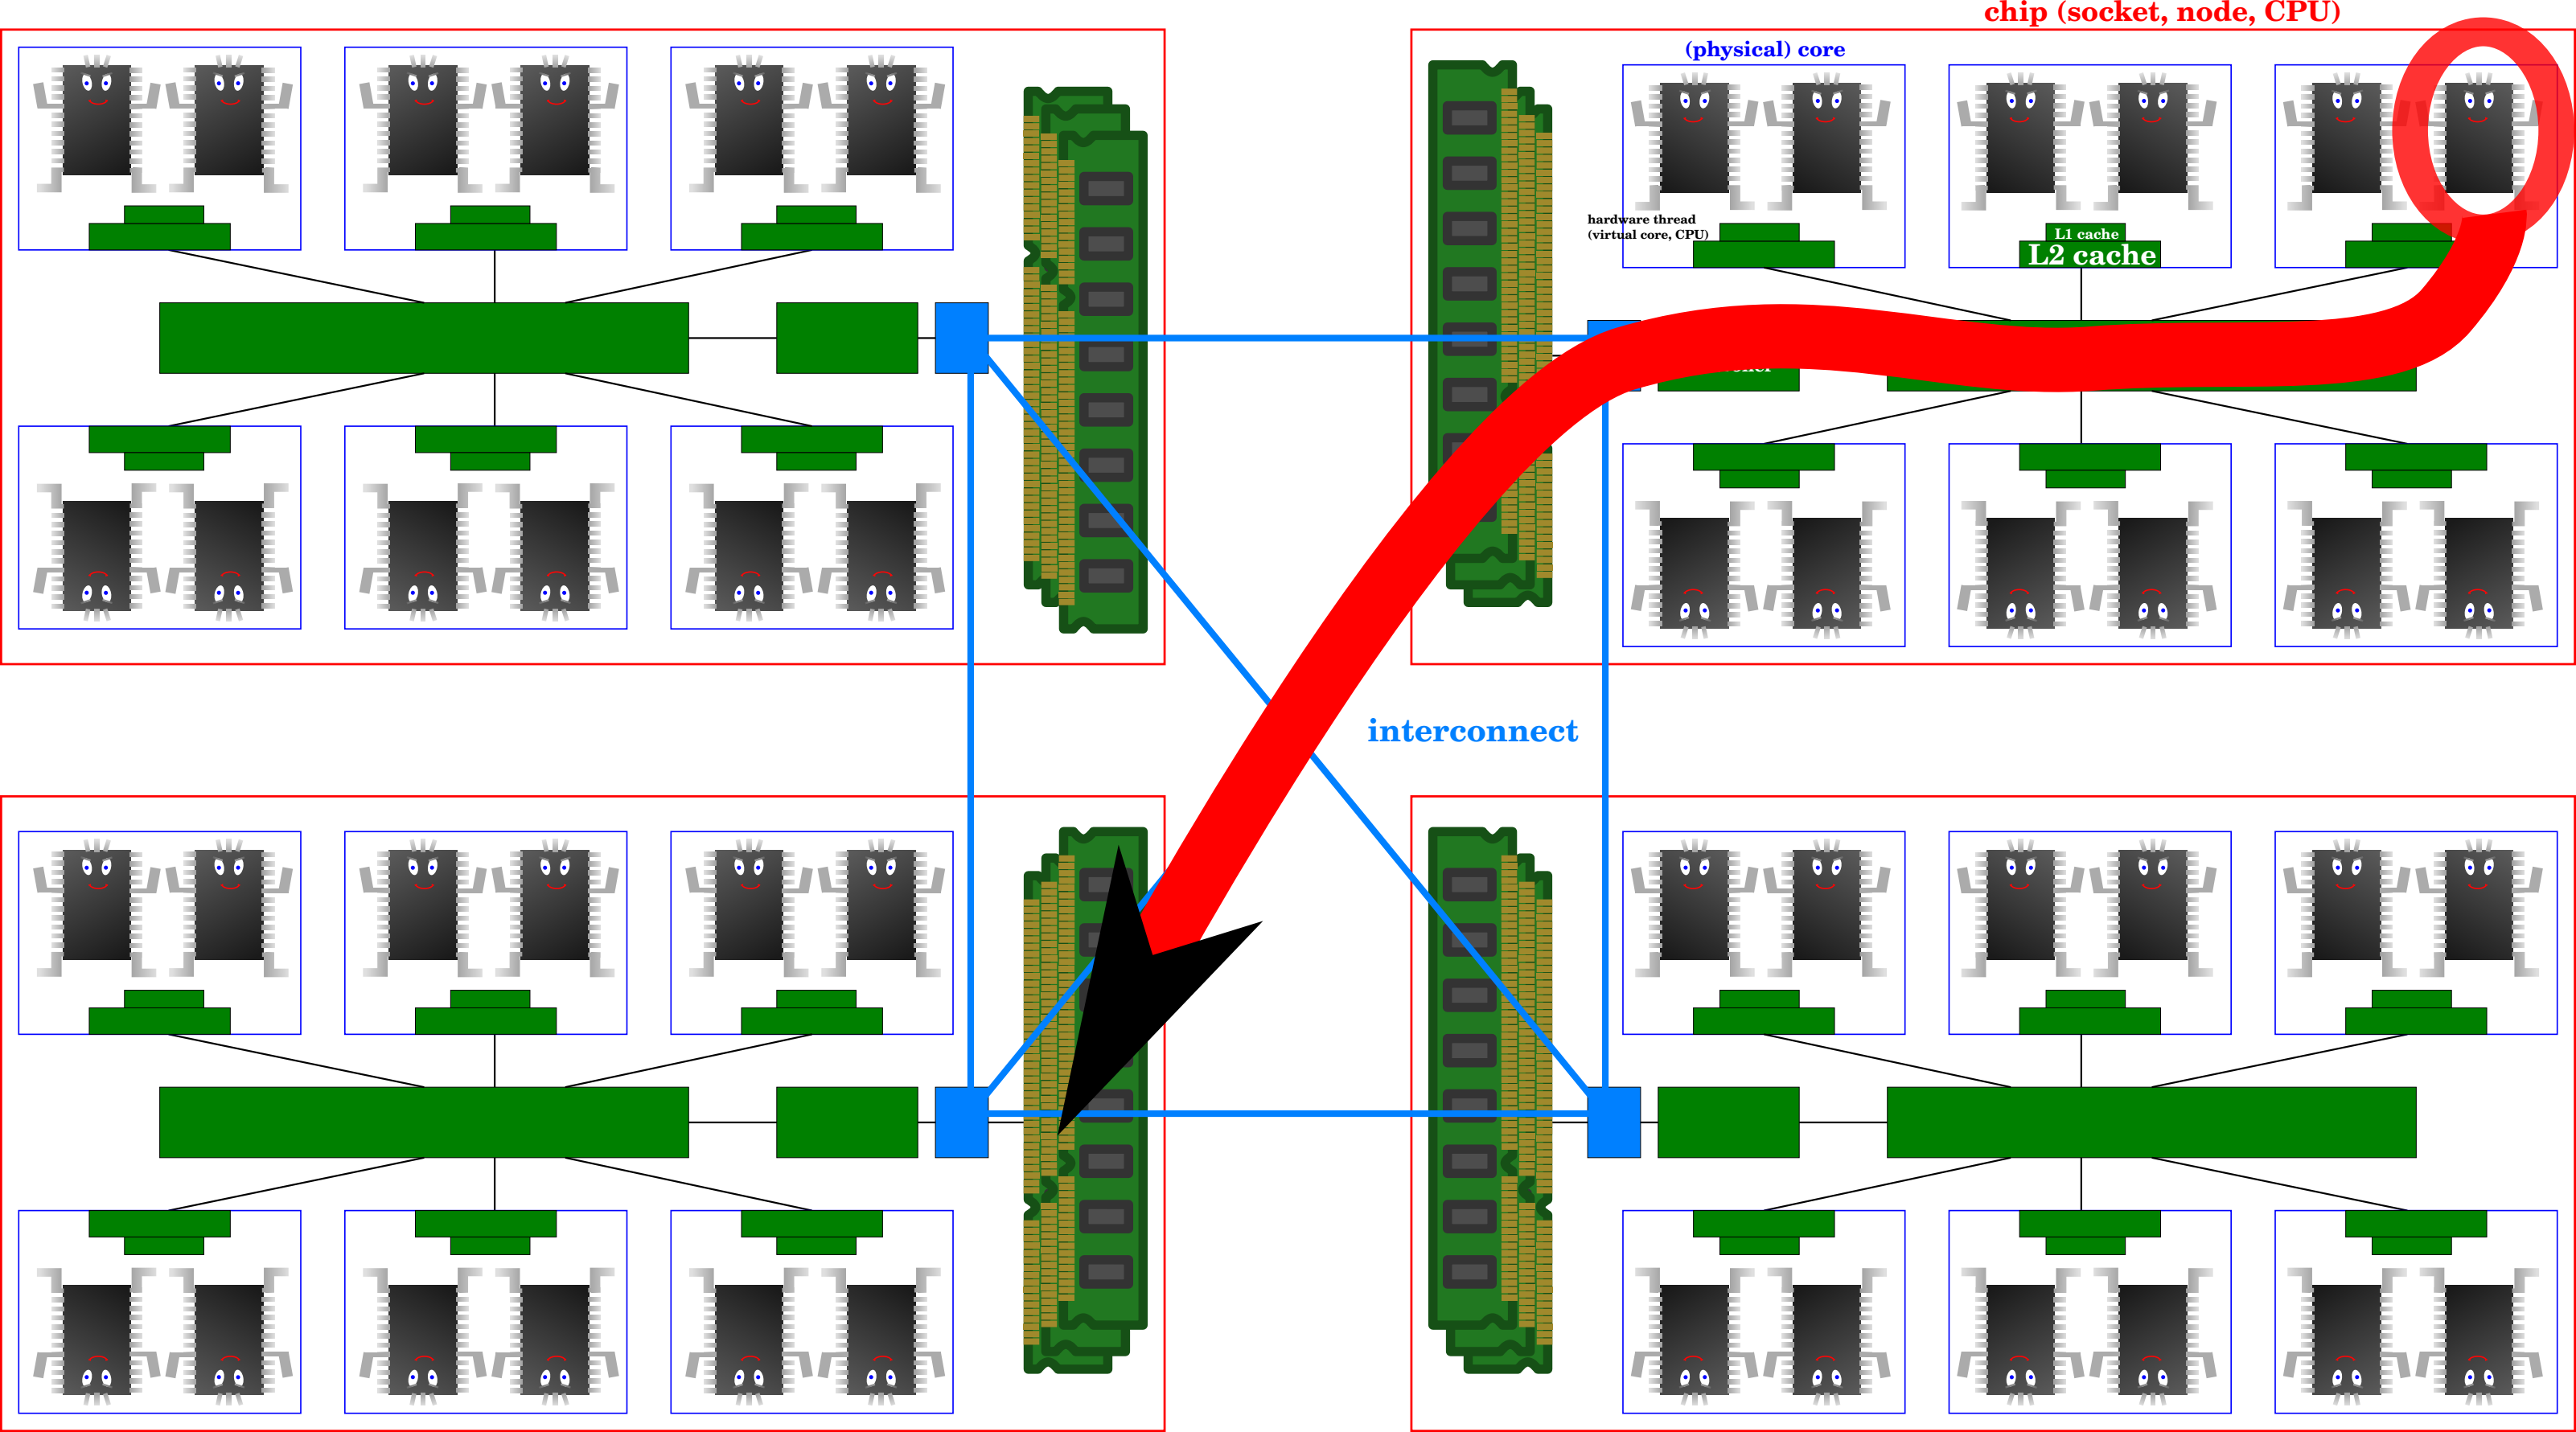 chip (socket, node, CPU)
(physical) core
hardware thread
(virtual core, CPU)
L1 cache
L2 cache
interconnect